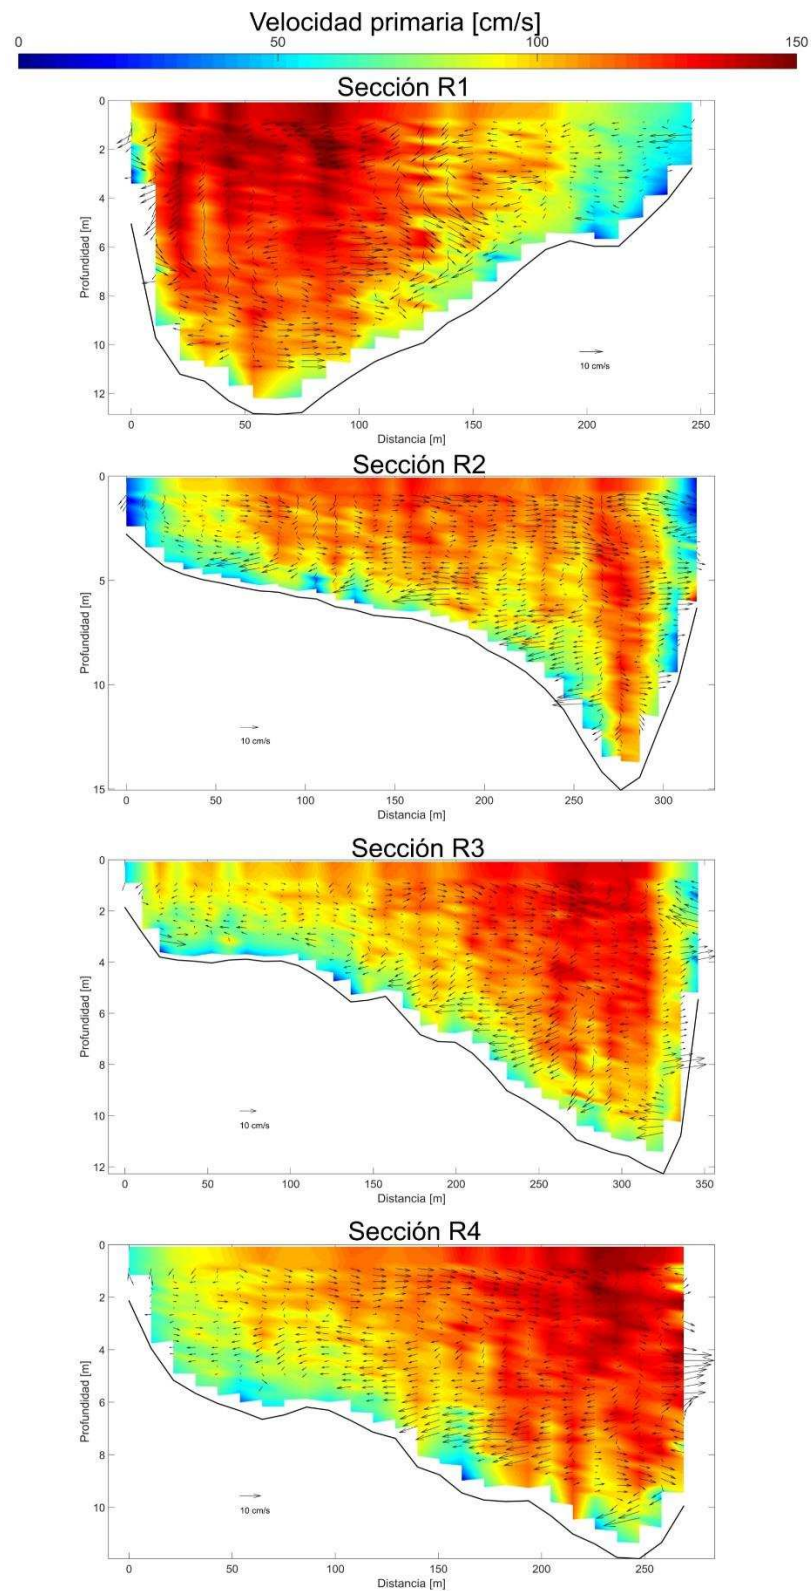 Velocidad primaria [cm/s]
0 50 100 150
Sección R1
0
2
4
6
8
10
12
Profundidad [m]
10 cm/s
0 50 100 150 200 250
Distancia [m]
Sección R2
0
5
10
15
Profundidad [m]
10 cm/s
0 50 100 150 200 250 300
Distancia [m]
Sección R3
0
2
4
6
8
10
12
Profundidad [m]
10 cm/s
0 50 100 150 200 250 300 350
Distancia [m]
Sección R4
0
2
4
6
8
10
Profundidad [m]
10 cm/s
0 50 100 150 200 250
Distancia [m]